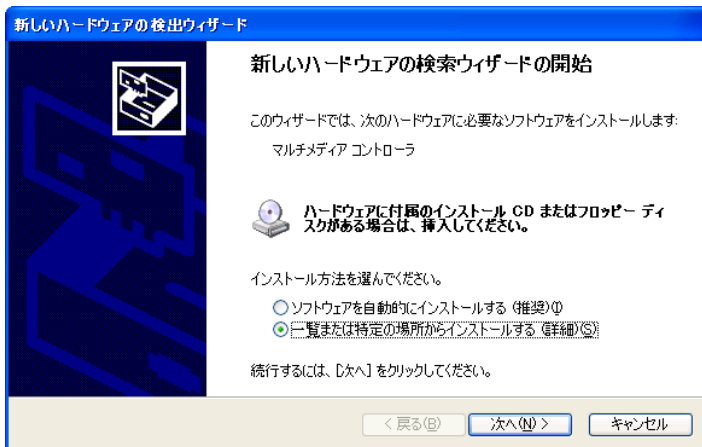 新しいハードウェアの検出ウィザード
新しいハードウェアの検索ウィザードの開始
このウィザードでは、次のハードウェアに必要なソフトウェアをインストールします:
マルチメディア コントローラ
ハードウェアに付属のインストール CD またはフロッピー ディ
スクがある場合は、挿入してください。
インストール方法を選んでください。
ソフトウェアを自動的にインストールする (推奨)(I)
一覧または特定の場所からインストールする (詳細)(S)
続行するには、[次へ] をクリックしてください。
< 戻る(B) 次へ(N) > キャンセル